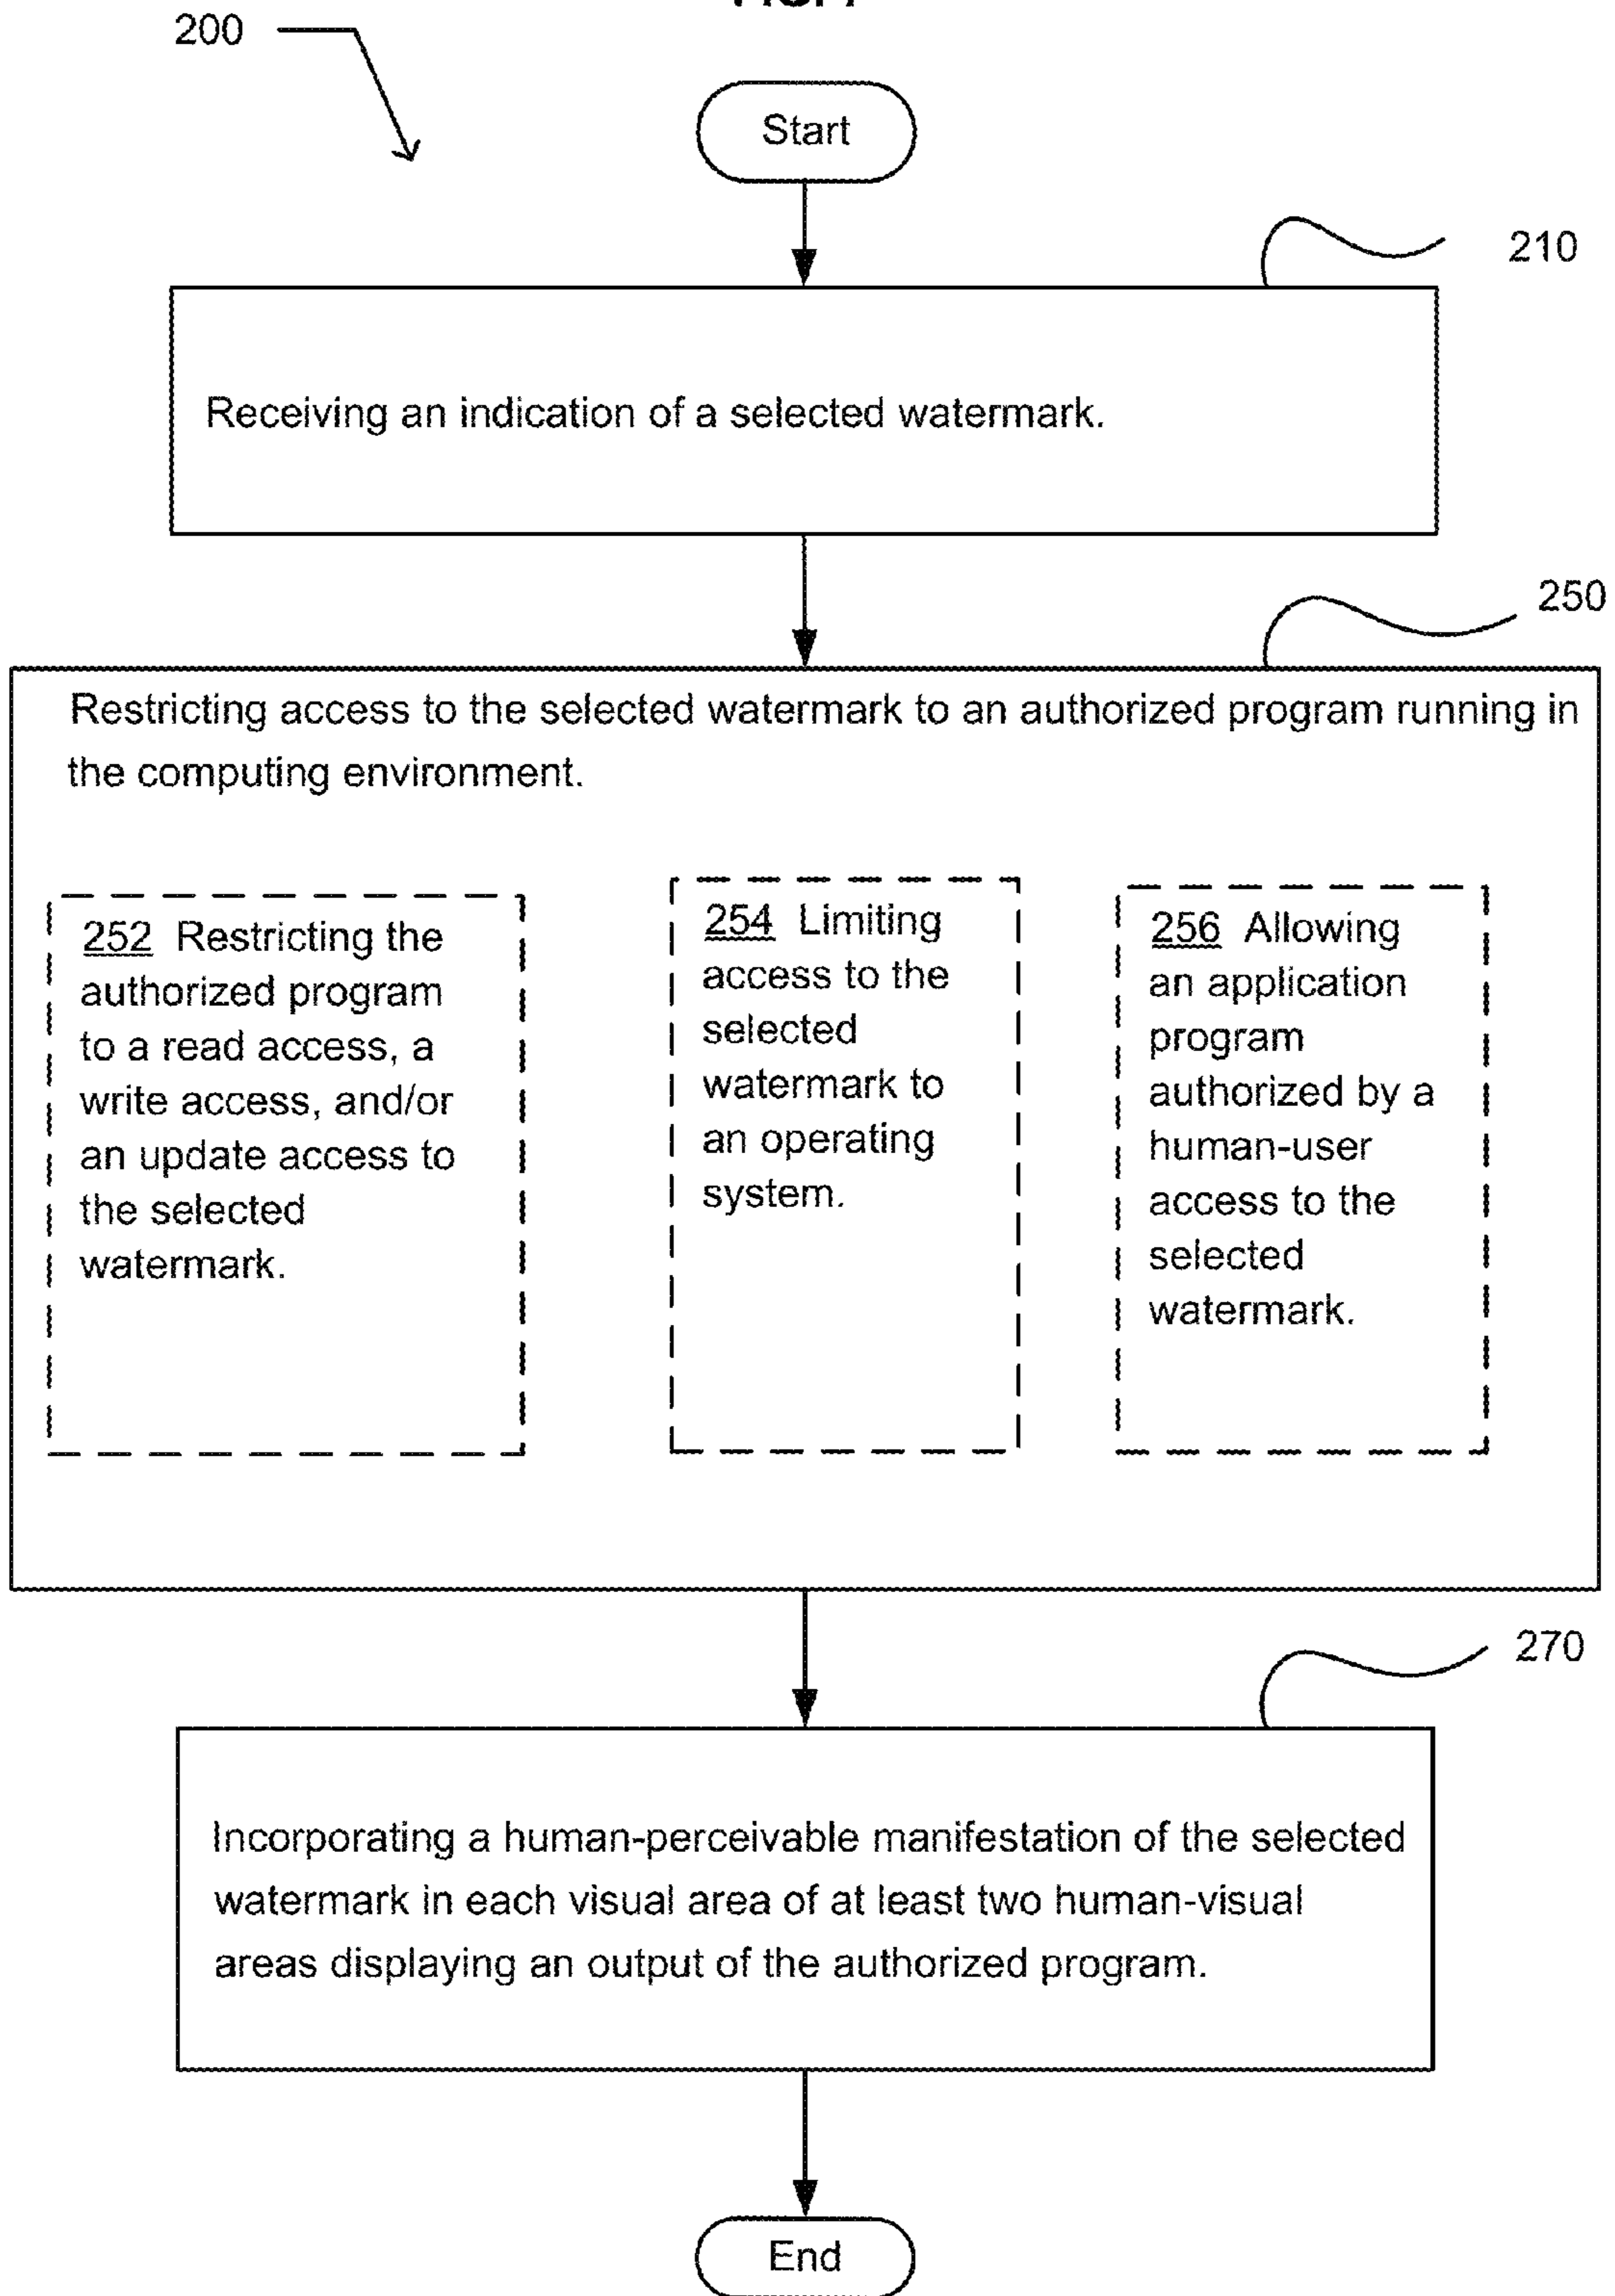 200
Start
210
Receiving an indication of a selected watermark.
250
Restricting access to the selected watermark to an authorized program running in
the computing environment.
252 Restricting the
authorized program
to a read access, a
write access, and/or
an update access to
the selected
watermark.
254 Limiting
access to the
selected
watermark to
an operating
system.
256 Allowing
an application
program
authorized by a
human-user
access to the
selected
watermark.
270
Incorporating a human-perceivable manifestation of the selected
watermark in each visual area of at least two human-visual
areas displaying an output of the authorized program.
End